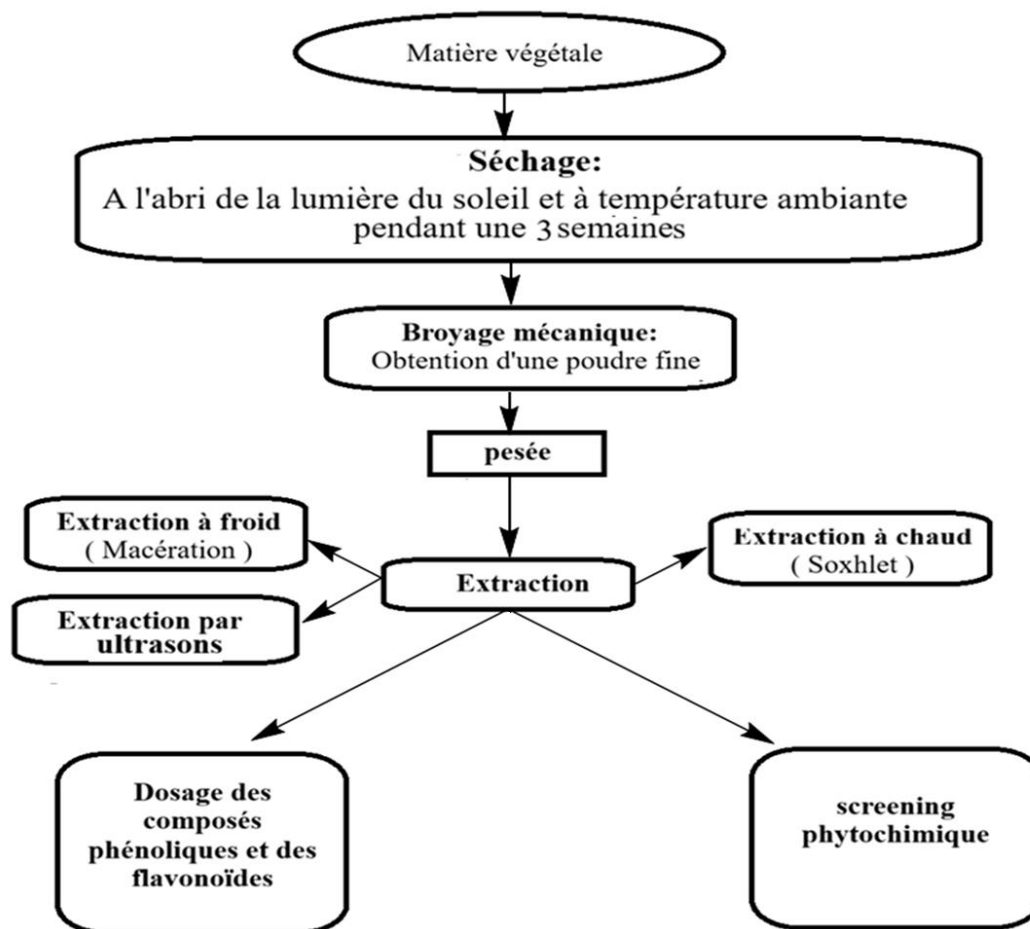 Matière végétale
Séchage:
A l'abri de la lumière du soleil et à température ambiante
pendant une 3 semaines
Broyage mécanique:
Obtention d'une poudre fine
pesée
Extraction à froid
( Macération )
Extraction à chaud
( Soxhlet )
Extraction
Extraction par
ultrasons
Dosage des
composés
phénoliques et des
flavonoïdes
screening
phytochimique